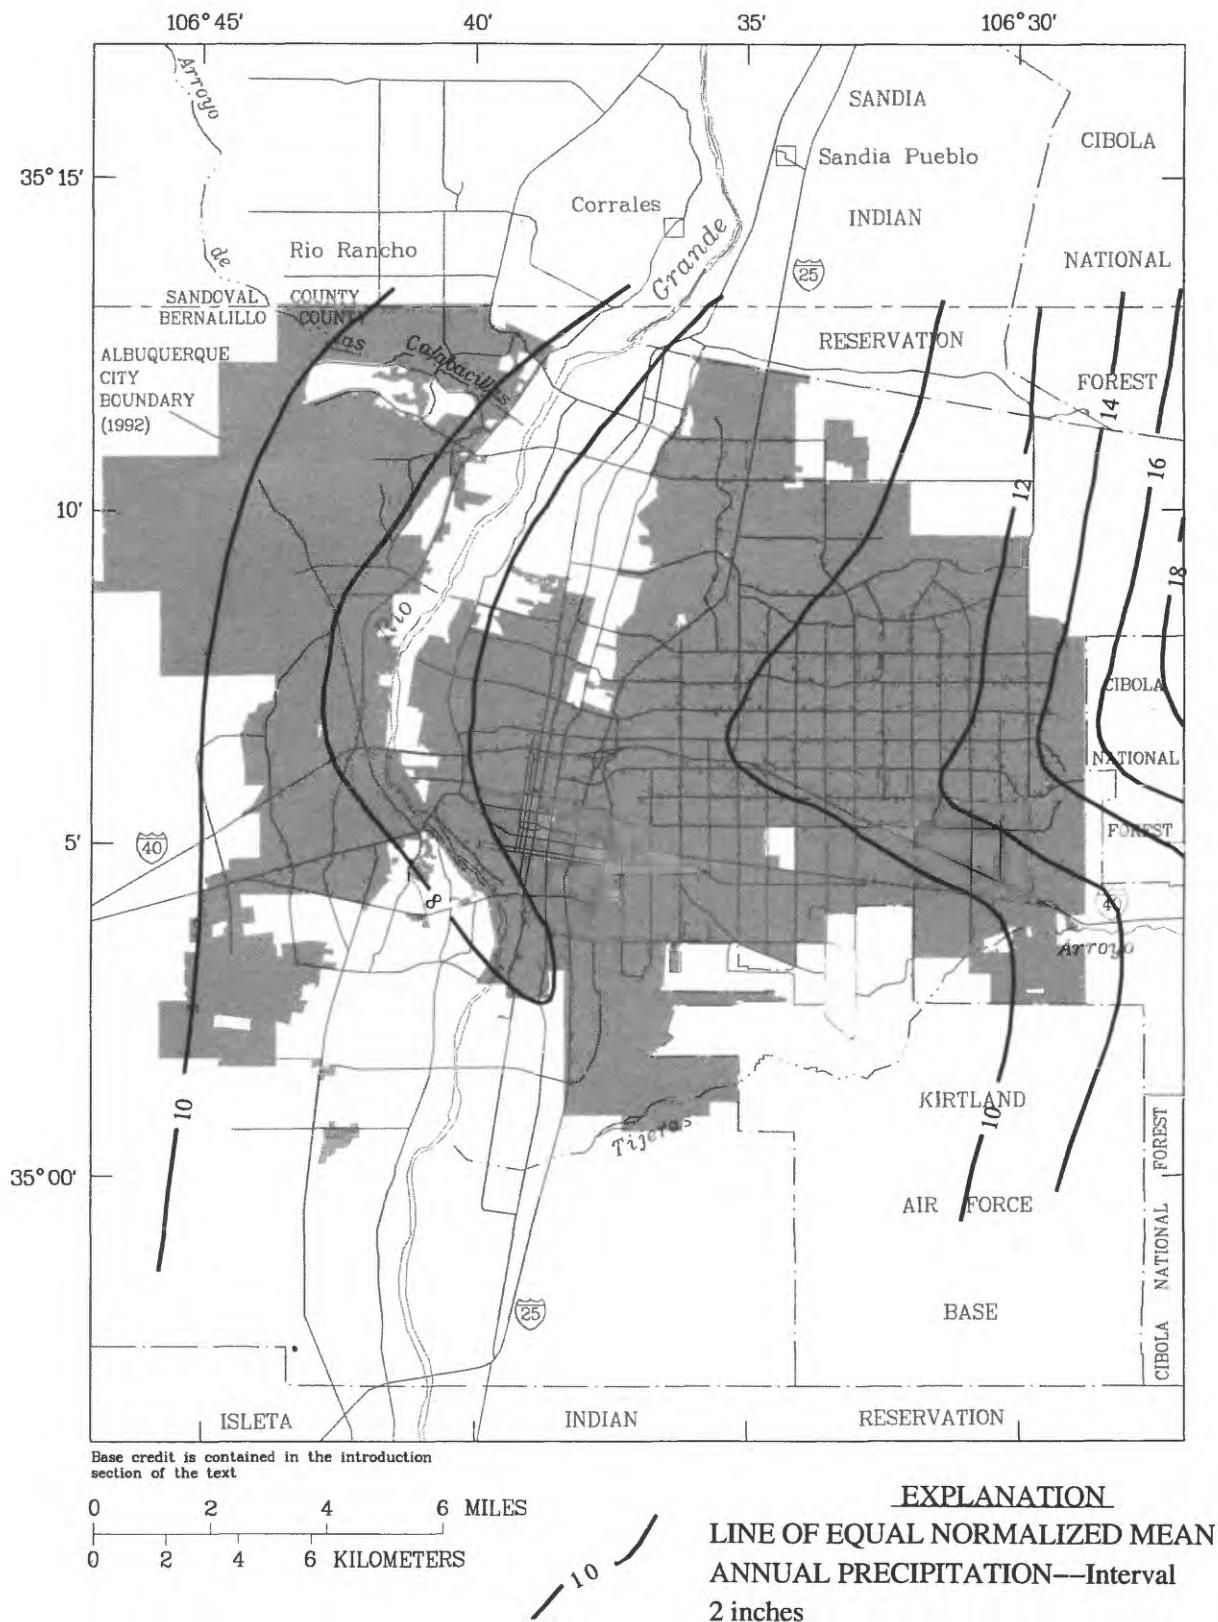 106°45'
40'
35'
106°30'
Arroyo
SANDIA
CIBOLA
35°15'
Sandia Pueblo
Corrales
INDIAN
de
Rio Rancho
Grande
25
NATIONAL
SANDOVAL COUNTY
BERNALILLO COUNTY
las
Calabacillas
RESERVATION
ALBUQUERQUE
CITY
BOUNDARY
(1992)
FOREST
14
16
12
10'
18
Rio
CIBOLA
NATIONAL
FOREST
40
5'
8
40
Arroyo
KIRTLAND
10
10
Tijeras
35°00'
AIR FORCE
BASE
CIBOLA NATIONAL FOREST
25
ISLETA INDIAN RESERVATION
Base credit is contained in the introduction
section of the text
0 2 4 6 MILES
0 2 4 6 KILOMETERS
EXPLANATION
10
LINE OF EQUAL NORMALIZED MEAN
ANNUAL PRECIPITATION––Interval
2 inches